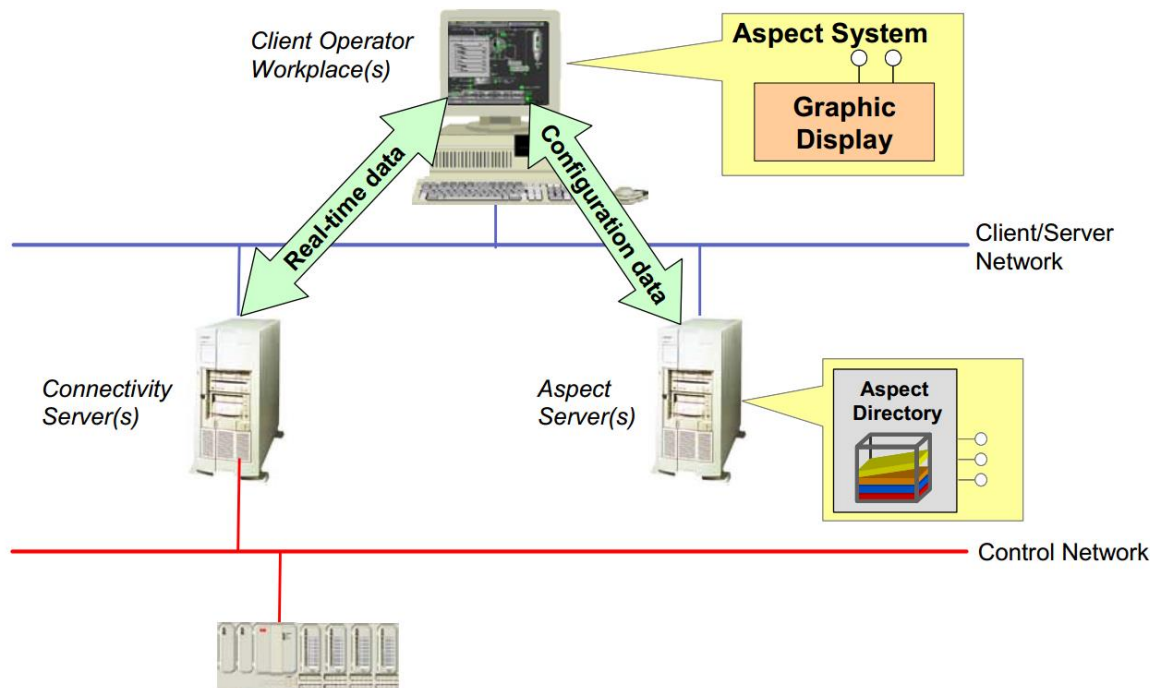 Client Operator
Workplace(s)
Aspect System
Graphic
Display
Real-time data
Configuration data
Client/Server
Network
Connectivity
Server(s)
Aspect
Server(s)
Aspect
Directory
Control Network